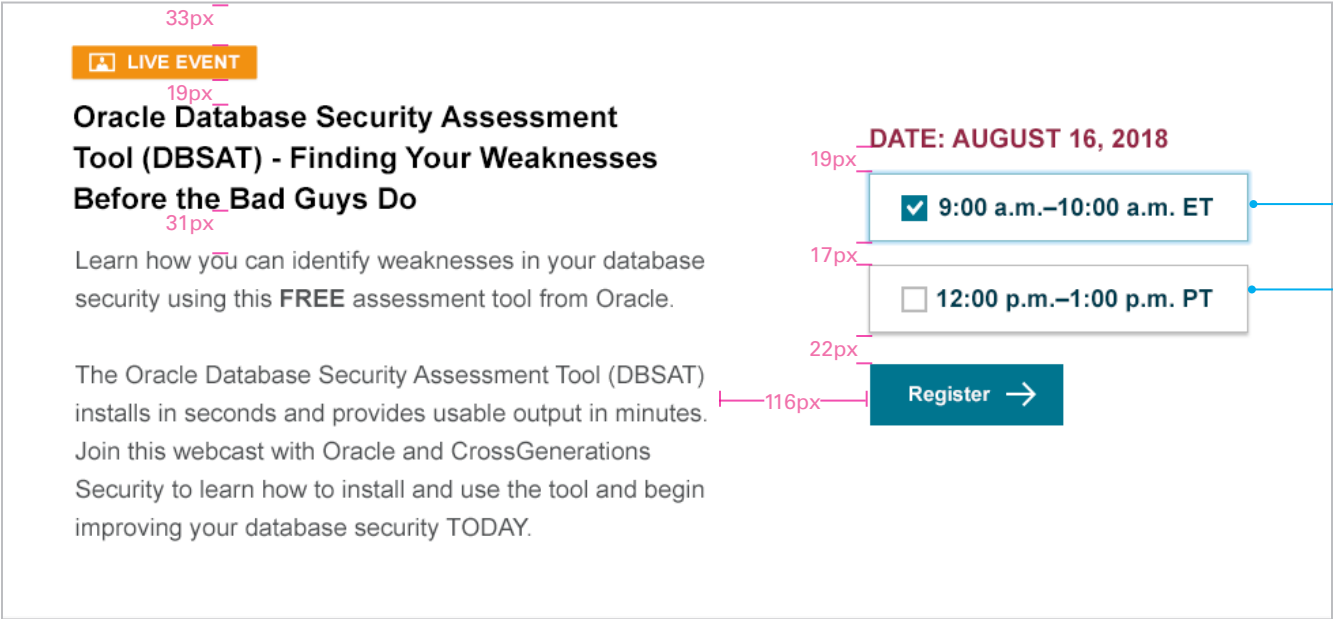 33px
LIVE EVENT
19px
Oracle Database Security Assessment
Tool (DBSAT) - Finding Your Weaknesses
Before the Bad Guys Do
31px
Learn how you can identify weaknesses in your database
security using this FREE assessment tool from Oracle.
The Oracle Database Security Assessment Tool (DBSAT)
installs in seconds and provides usable output in minutes.
Join this webcast with Oracle and CrossGenerations
Security to learn how to install and use the tool and begin
improving your database security TODAY.
116px
DATE: AUGUST 16, 2018
19px
9:00 a.m.–10:00 a.m. ET
17px
12:00 p.m.–1:00 p.m. PT
22px
Register